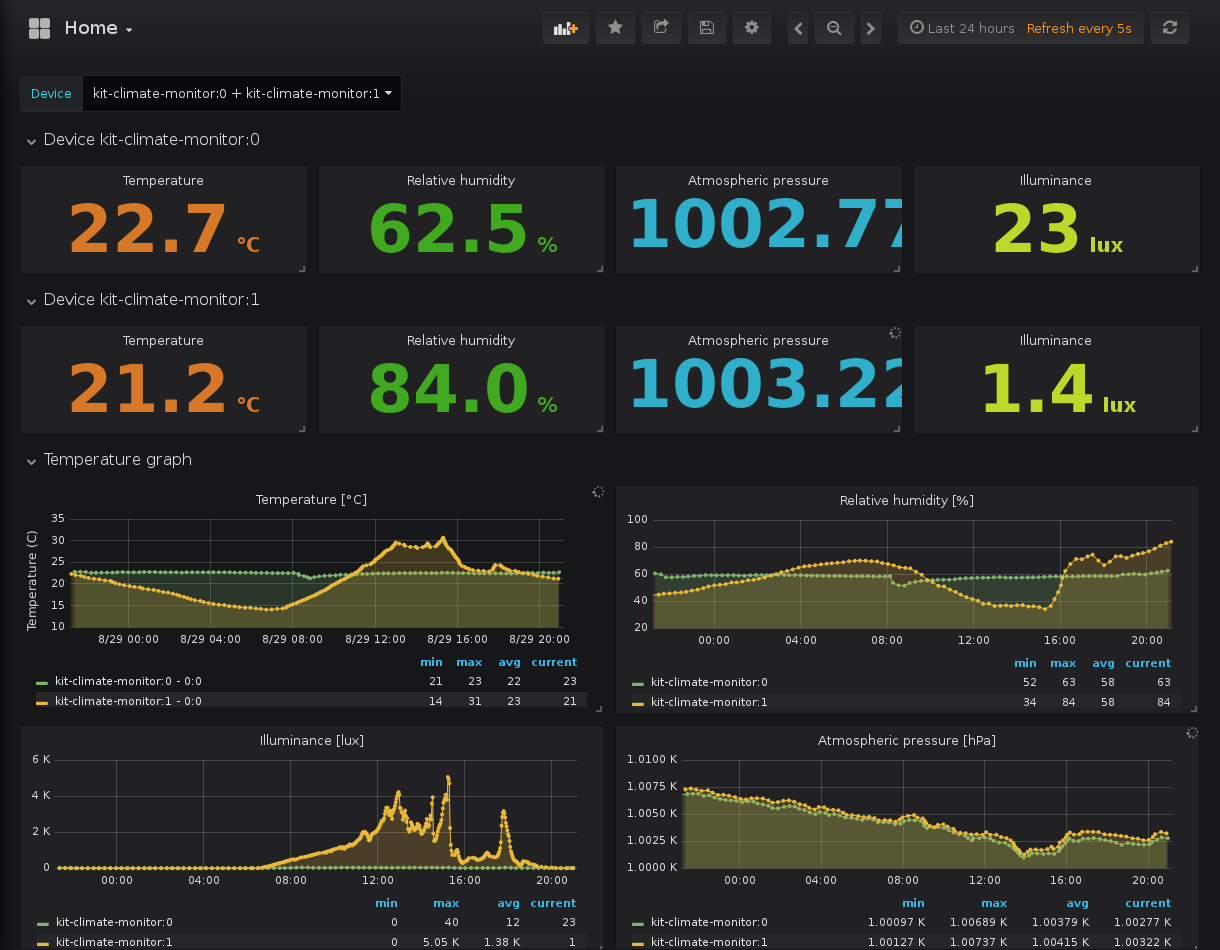 Home
Last 24 hours Refresh every 5s
Device kit-climate-monitor:0 + kit-climate-monitor:1
Device kit-climate-monitor:0
Temperature Relative humidity Atmospheric pressure Illuminance
22.7 °C 62.5 % 1002.77 23 lux
Device kit-climate-monitor:1
Temperature Relative humidity Atmospheric pressure Illuminance
21.2 °C 84.0 % 1003.22 1.4 lux
Temperature graph
Temperature [°C]
Temperature (C)
35
30
25
20
15
10
8/29 00:00 8/29 04:00 8/29 08:00 8/29 12:00 8/29 16:00 8/29 20:00
min max avg current
kit-climate-monitor:0 - 0:0 21 23 22 23
kit-climate-monitor:1 - 0:0 14 31 23 21
Relative humidity [%]
100
80
60
40
20
00:00 04:00 08:00 12:00 16:00 20:00
min max avg current
kit-climate-monitor:0 52 63 58 63
kit-climate-monitor:1 34 84 58 84
Illuminance [lux]
6 K
4 K
2 K
0
00:00 04:00 08:00 12:00 16:00 20:00
min max avg current
kit-climate-monitor:0 0 40 12 23
kit-climate-monitor:1 0 5.05 K 1.38 K 1
Atmospheric pressure [hPa]
1.0100 K
1.0075 K
1.0050 K
1.0025 K
1.0000 K
00:00 04:00 08:00 12:00 16:00 20:00
min max avg current
kit-climate-monitor:0 1.00097 K 1.00689 K 1.00379 K 1.00277 K
kit-climate-monitor:1 1.00127 K 1.00737 K 1.00415 K 1.00322 K